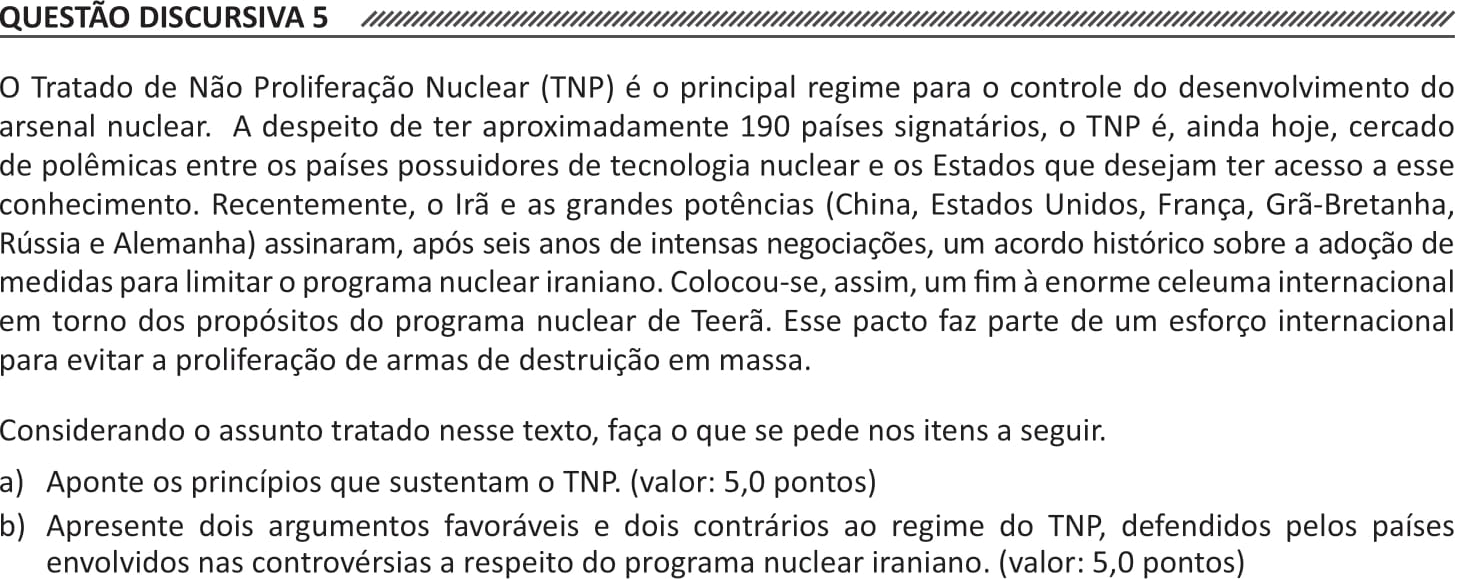 QUESTÃO DISCURSIVA 5
O Tratado de Não Proliferação Nuclear (TNP) é o principal regime para o controle do desenvolvimento do
arsenal nuclear. A despeito de ter aproximadamente 190 países signatários, o TNP é, ainda hoje, cercado
de polêmicas entre os países possuidores de tecnologia nuclear e os Estados que desejam ter acesso a esse
conhecimento. Recentemente, o Irã e as grandes potências (China, Estados Unidos, França, Grã-Bretanha,
Rússia e Alemanha) assinaram, após seis anos de intensas negociações, um acordo histórico sobre a adoção de
medidas para limitar o programa nuclear iraniano. Colocou-se, assim, um fim à enorme celeuma internacional
em torno dos propósitos do programa nuclear de Teerã. Esse pacto faz parte de um esforço internacional
para evitar a proliferação de armas de destruição em massa.
Considerando o assunto tratado nesse texto, faça o que se pede nos itens a seguir.
a) Aponte os princípios que sustentam o TNP. (valor: 5,0 pontos)
b) Apresente dois argumentos favoráveis e dois contrários ao regime do TNP, defendidos pelos países
envolvidos nas controvérsias a respeito do programa nuclear iraniano. (valor: 5,0 pontos)